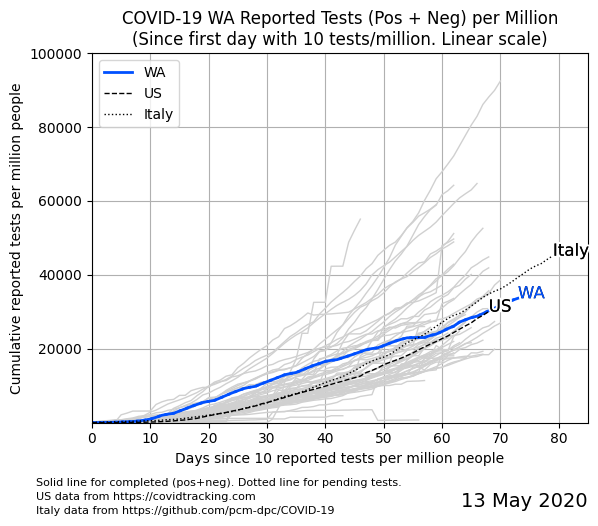 COVID-19 WA Reported Tests (Pos + Neg) per Million
(Since first day with 10 tests/million. Linear scale)
100000
80000
60000
40000
20000
Cumulative reported tests per million people
WA
US
Italy
Italy
WA
US
0 10 20 30 40 50 60 70 80
Days since 10 reported tests per million people
Solid line for completed (pos+neg). Dotted line for pending tests.
US data from https://covidtracking.com
Italy data from https://github.com/pcm-dpc/COVID-19
13 May 2020